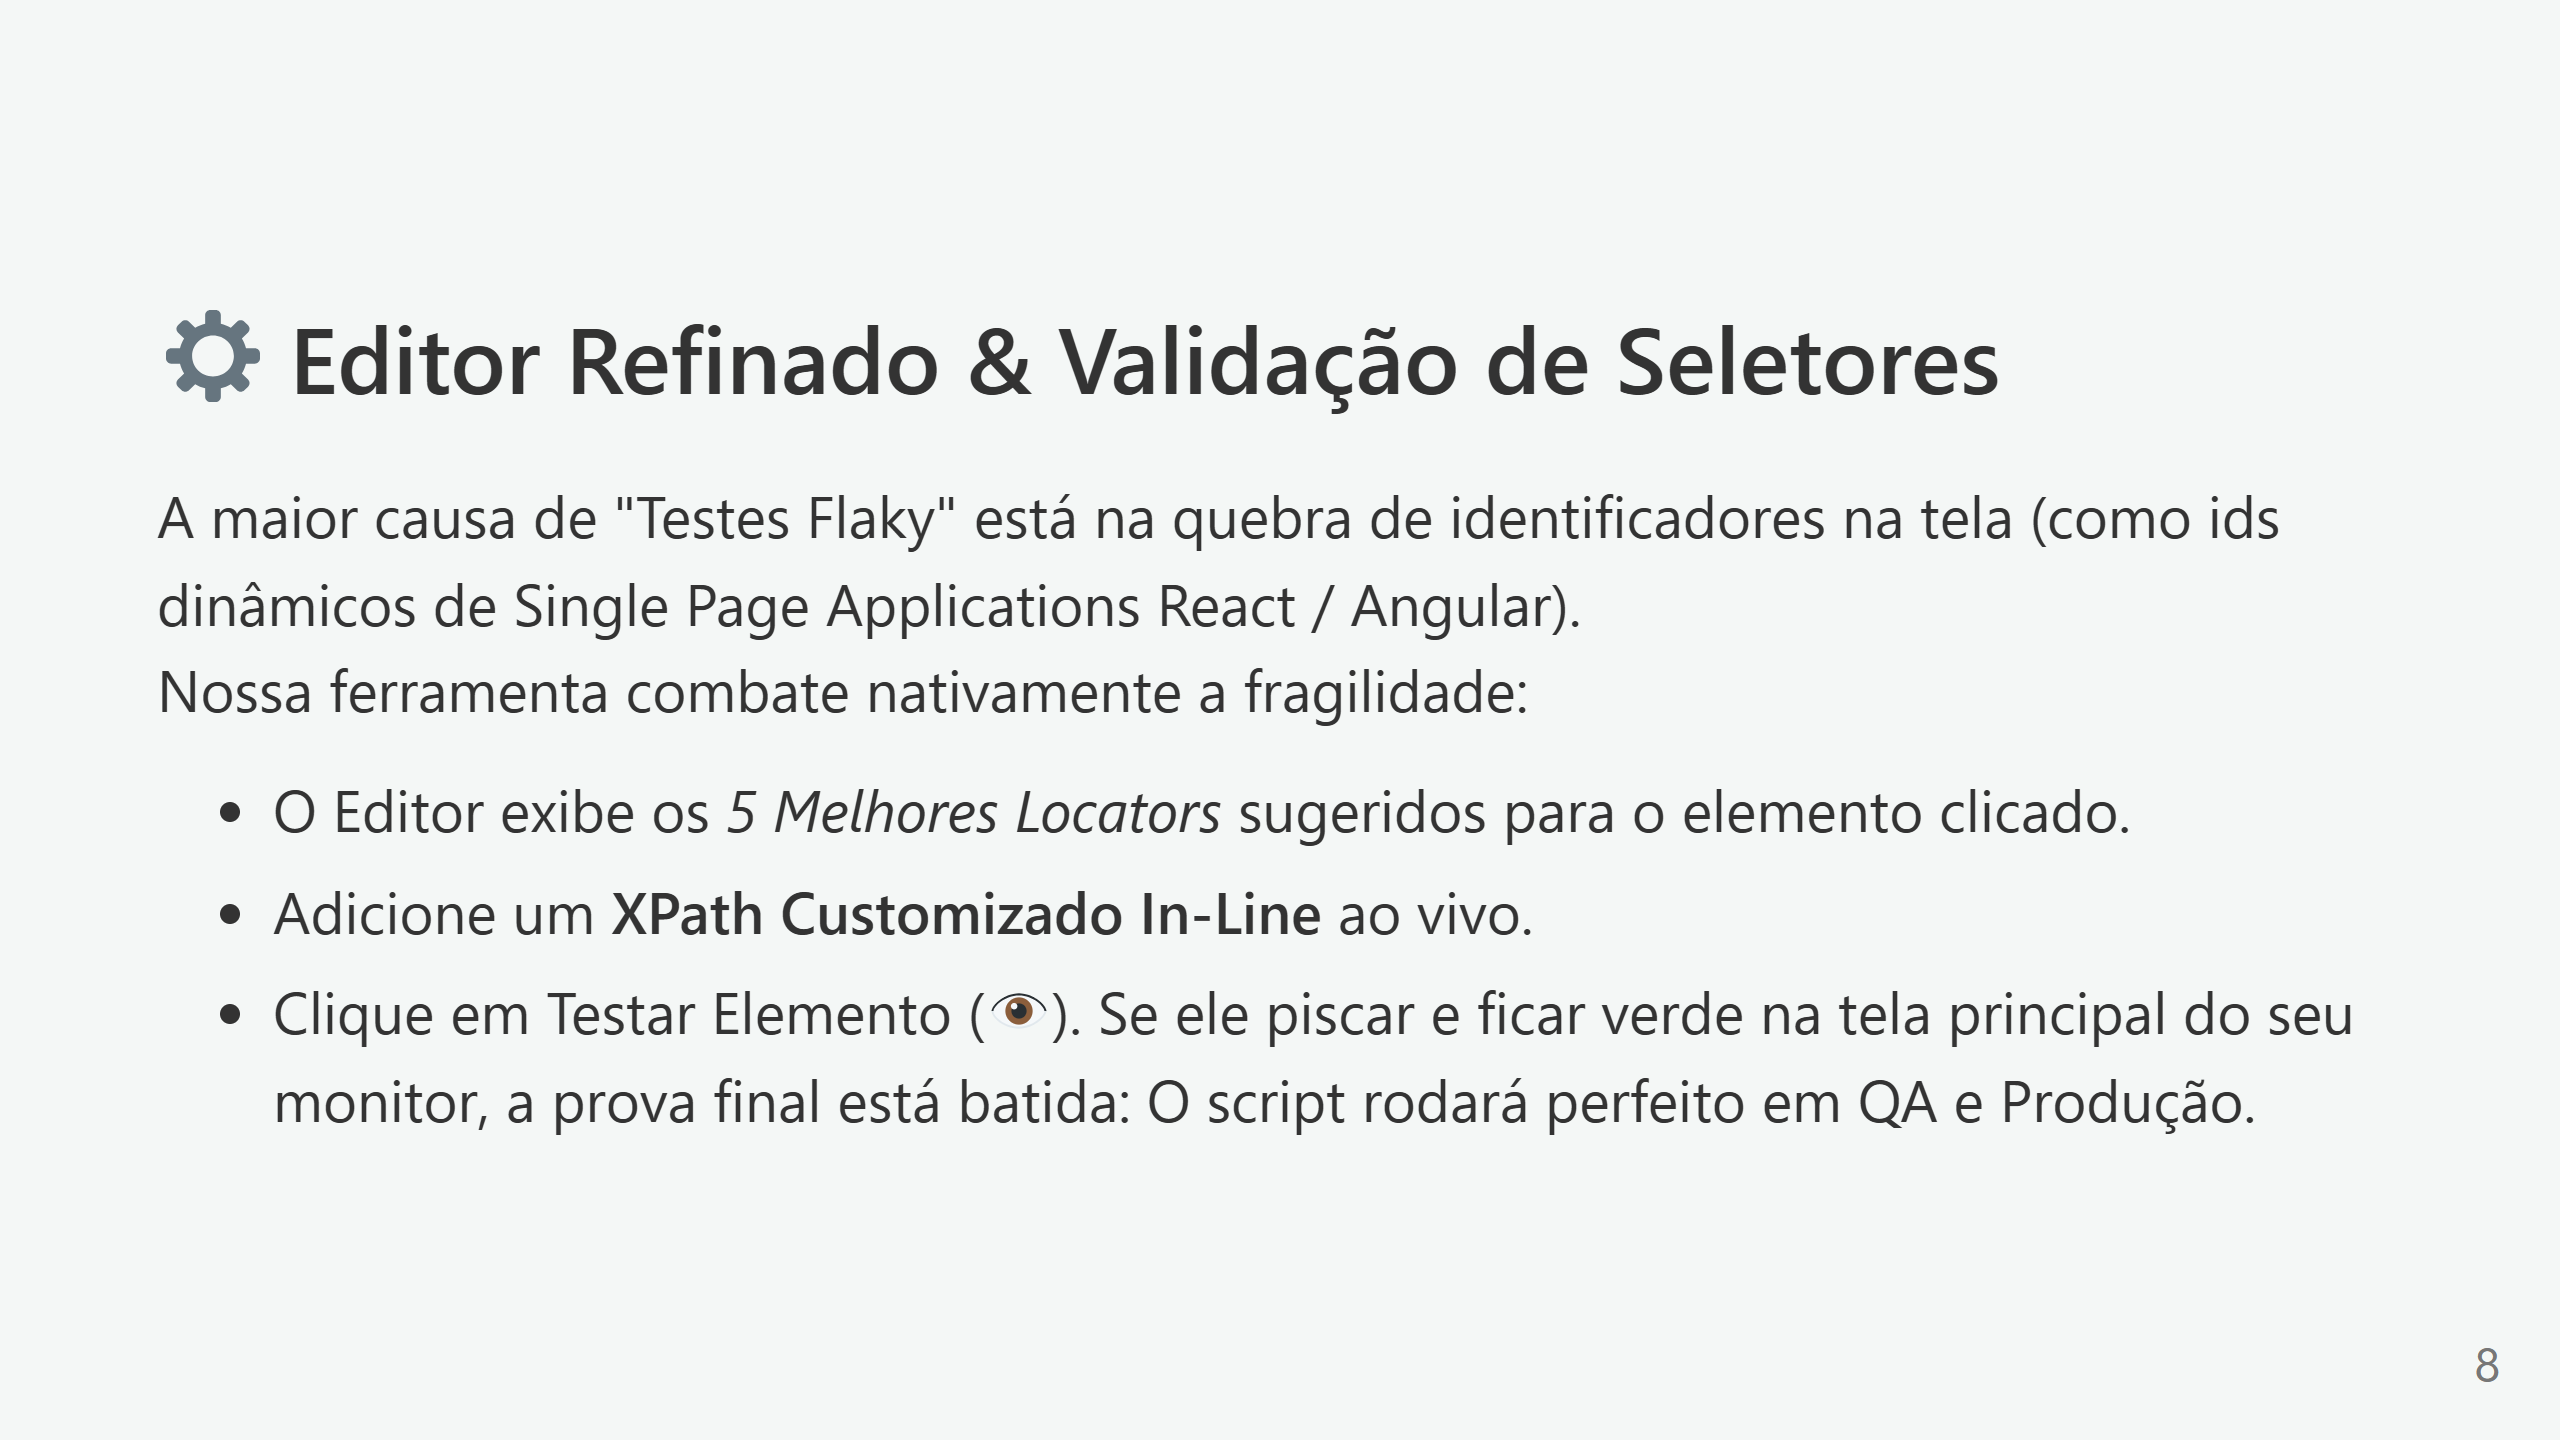 ⚙ Editor Refinado & Validação de Seletores
A maior causa de "Testes Flaky" está na quebra de identificadores na tela (como ids
dinâmicos de Single Page Applications React / Angular).
Nossa ferramenta combate nativamente a fragilidade:
• O Editor exibe os 5 Melhores Locators sugeridos para o elemento clicado.
• Adicione um XPath Customizado In-Line ao vivo.
• Clique em Testar Elemento (👁). Se ele piscar e ficar verde na tela principal do seu
monitor, a prova final está batida: O script rodará perfeito em QA e Produção.
8